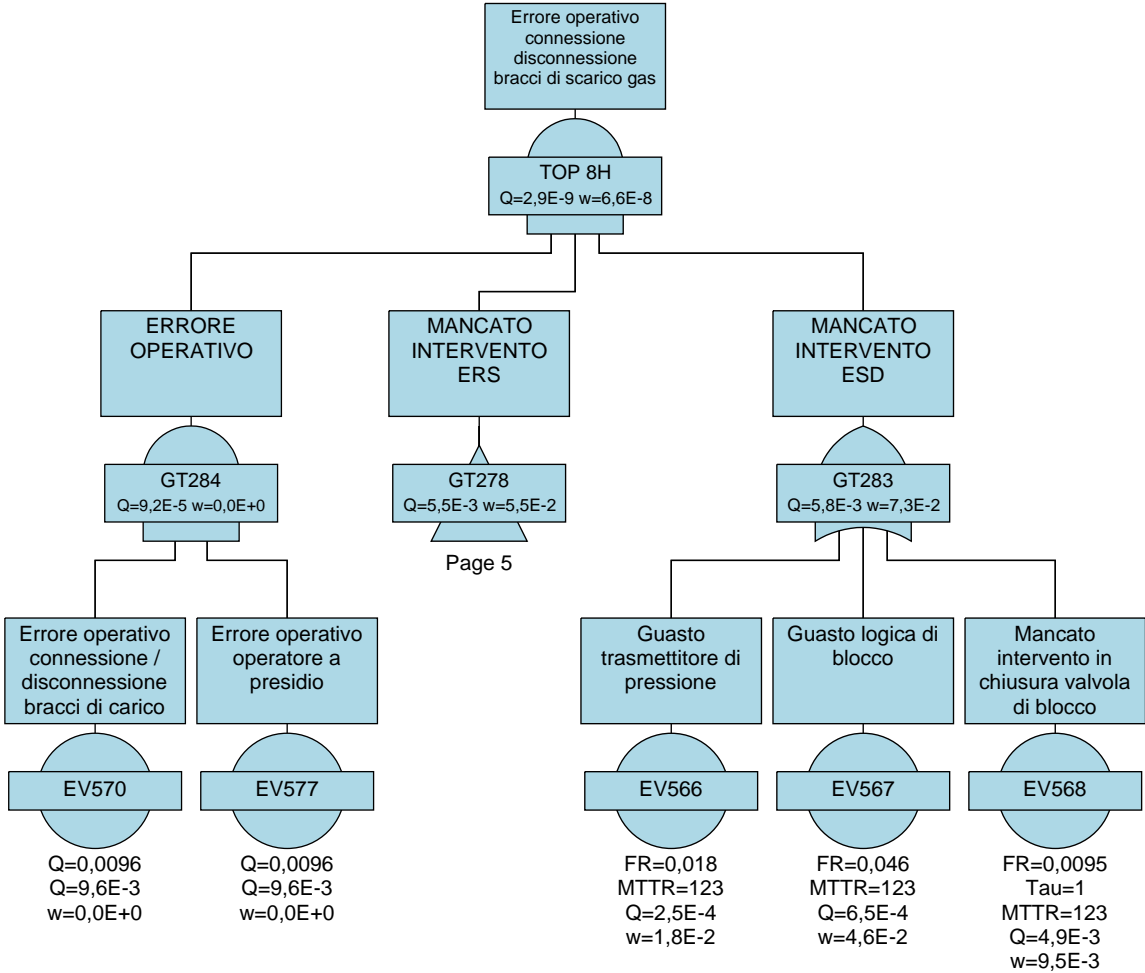 Errore operativo
connessione
disconnessione
bracci di scarico gas
TOP 8H
Q=2,9E-9 w=6,6E-8
ERRORE
OPERATIVO
MANCATO
INTERVENTO
ERS
MANCATO
INTERVENTO
ESD
GT284
Q=9,2E-5 w=0,0E+0
GT278
Q=5,5E-3 w=5,5E-2
Page 5
GT283
Q=5,8E-3 w=7,3E-2
Errore operativo
connessione /
disconnessione
bracci di carico
Errore operativo
operatore a
presidio
Guasto
trasmettitore di
pressione
Guasto logica di
blocco
Mancato
intervento in
chiusura valvola
di blocco
EV570
Q=0,0096
Q=9,6E-3
w=0,0E+0
EV577
Q=0,0096
Q=9,6E-3
w=0,0E+0
EV566
FR=0,018
MTTR=123
Q=2,5E-4
w=1,8E-2
EV567
FR=0,046
MTTR=123
Q=6,5E-4
w=4,6E-2
EV568
FR=0,0095
Tau=1
MTTR=123
Q=4,9E-3
w=9,5E-3